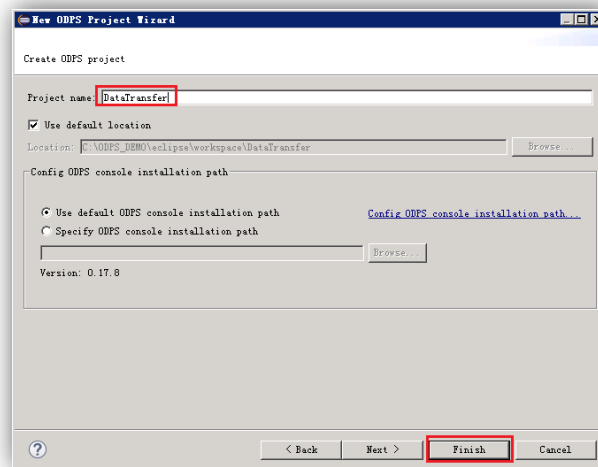 New ODPS Project Wizard
Create ODPS project
Project name: DataTransfer
Use default location
Location: C:\ODPS_DEMO\eclipse\workspace\DataTransfer Browse...
Config ODPS console installation path
Use default ODPS console installation path Config ODPS console installation path...
Specify ODPS console installation path
Browse...
Version: 0.17.8
? < Back Next > Finish Cancel